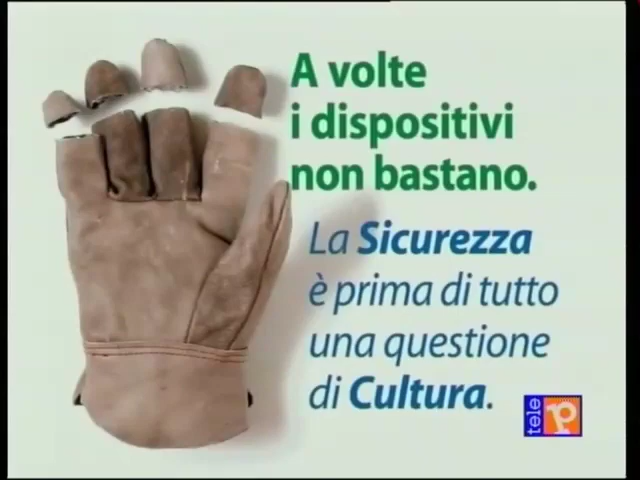 A volte
i dispositivi
non bastano.
La Sicurezza
è prima di tutto
una questione
di Cultura.
tele p